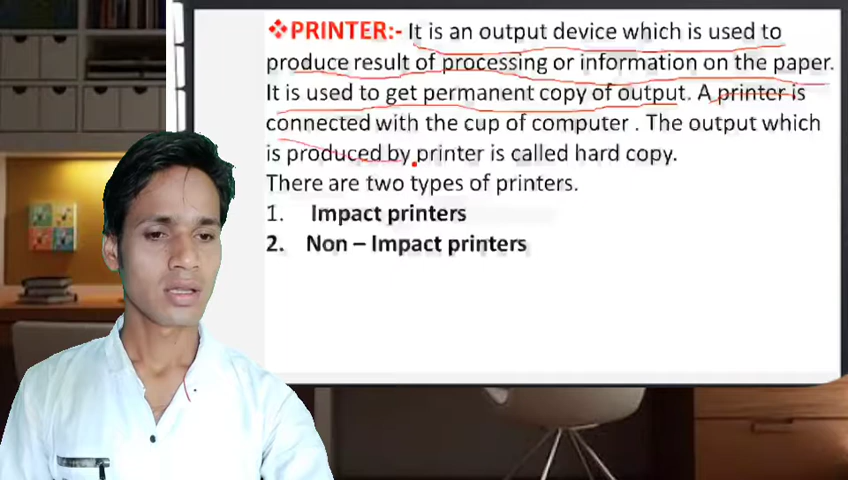 ❖PRINTER:- It is an output device which is used to
produce result of processing or information on the paper.
It is used to get permanent copy of output. A printer is
connected with the cup of computer . The output which
is produced by printer is called hard copy.
There are two types of printers.
1. Impact printers
2. Non – Impact printers